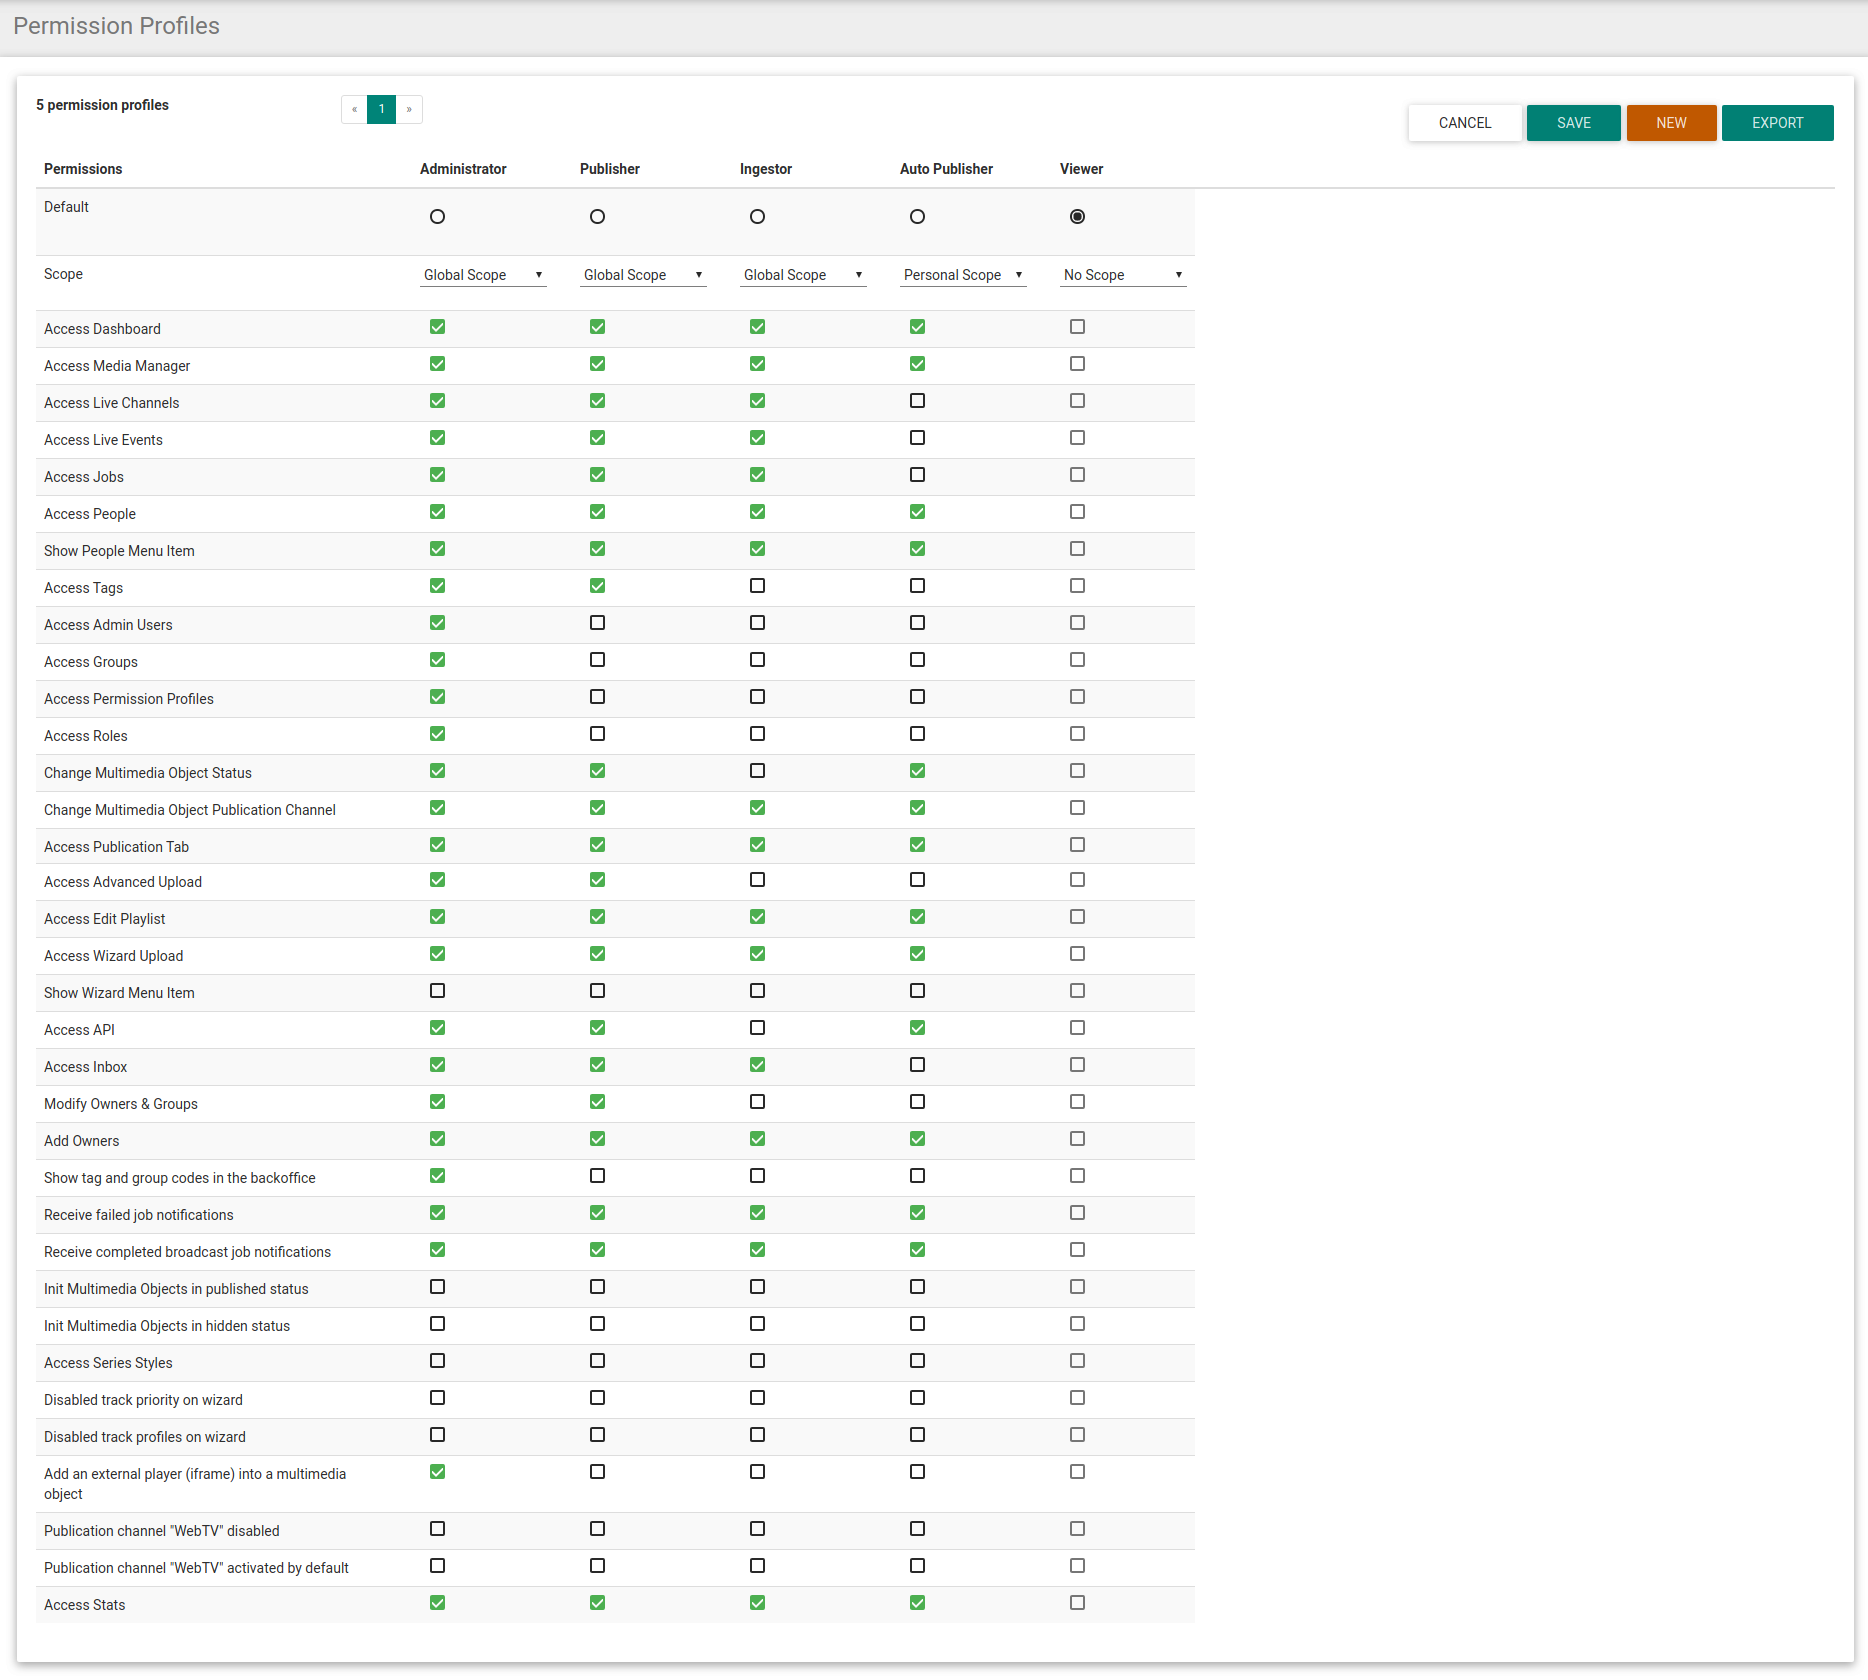 Permission Profiles
5 permission profiles
« 1 »
CANCEL SAVE NEW EXPORT
Permissions Administrator Publisher Ingestor Auto Publisher Viewer
Default
Scope Global Scope Global Scope Global Scope Personal Scope No Scope
Access Dashboard
Access Media Manager
Access Live Channels
Access Live Events
Access Jobs
Access People
Show People Menu Item
Access Tags
Access Admin Users
Access Groups
Access Permission Profiles
Access Roles
Change Multimedia Object Status
Change Multimedia Object Publication Channel
Access Publication Tab
Access Advanced Upload
Access Edit Playlist
Access Wizard Upload
Show Wizard Menu Item
Access API
Access Inbox
Modify Owners & Groups
Add Owners
Show tag and group codes in the backoffice
Receive failed job notifications
Receive completed broadcast job notifications
Init Multimedia Objects in published status
Init Multimedia Objects in hidden status
Access Series Styles
Disabled track priority on wizard
Disabled track profiles on wizard
Add an external player (iframe) into a multimedia
object
Publication channel "WebTV" disabled
Publication channel "WebTV" activated by default
Access Stats